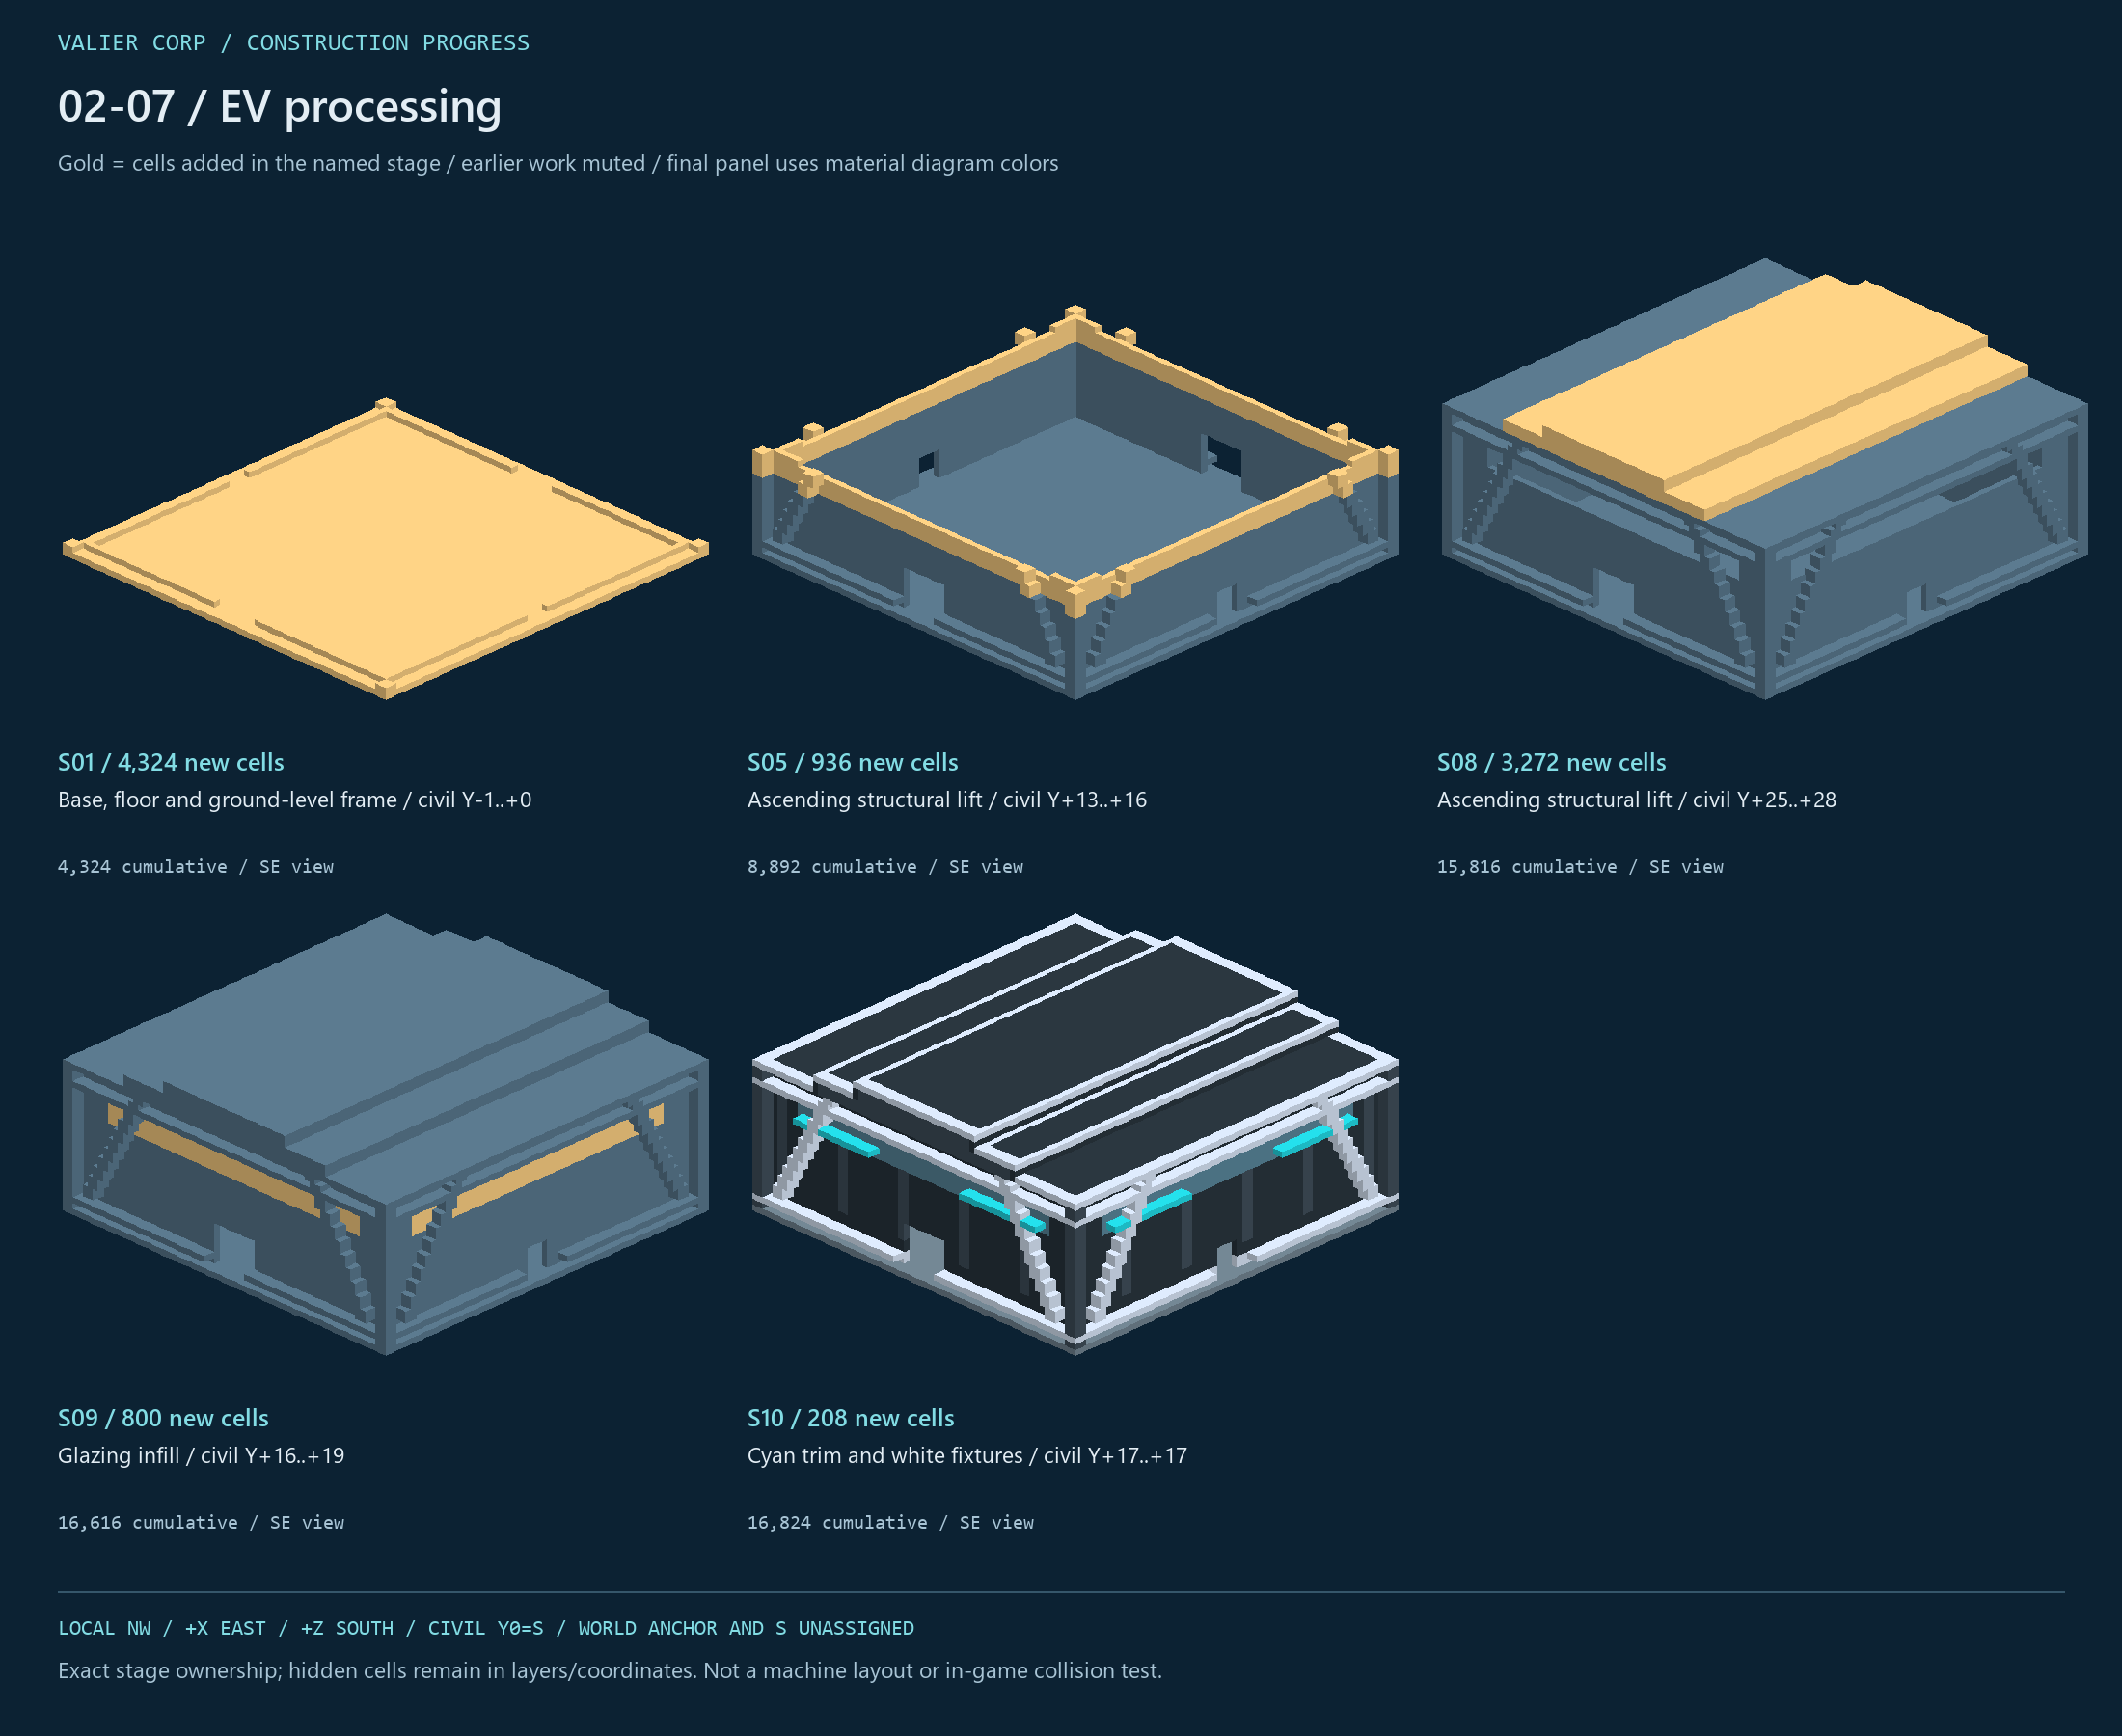 VALIER CORP / CONSTRUCTION PROGRESS
02-07 / EV processing
Gold = cells added in the named stage / earlier work muted / final panel uses material diagram colors
S01 / 4,324 new cells
Base, floor and ground-level frame / civil Y-1..+0
4,324 cumulative / SE view
S05 / 936 new cells
Ascending structural lift / civil Y+13..+16
8,892 cumulative / SE view
S08 / 3,272 new cells
Ascending structural lift / civil Y+25..+28
15,816 cumulative / SE view
S09 / 800 new cells
Glazing infill / civil Y+16..+19
16,616 cumulative / SE view
S10 / 208 new cells
Cyan trim and white fixtures / civil Y+17..+17
16,824 cumulative / SE view
LOCAL NW / +X EAST / +Z SOUTH / CIVIL Y0=S / WORLD ANCHOR AND S UNASSIGNED
Exact stage ownership; hidden cells remain in layers/coordinates. Not a machine layout or in-game collision test.